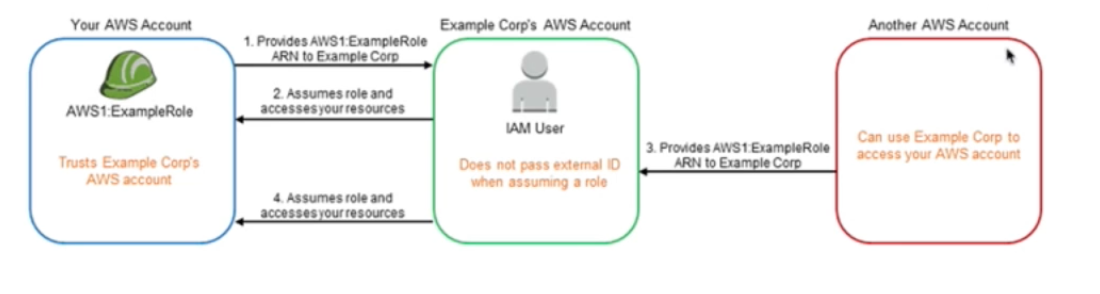 Your AWS Account
Example Corp's AWS Account
Another AWS Account
1. Provides AWS1:ExampleRole
ARN to Example Corp
AWS1:ExampleRole
2. Assumes role and
accesses your resources
IAM User
Trusts Example Corp's
AWS account
Does not pass external ID
when assuming a role
3. Provides AWS1:ExampleRole
ARN to Example Corp
Can use Example Corp to
access your AWS account
4. Assumes role and
accesses your resources